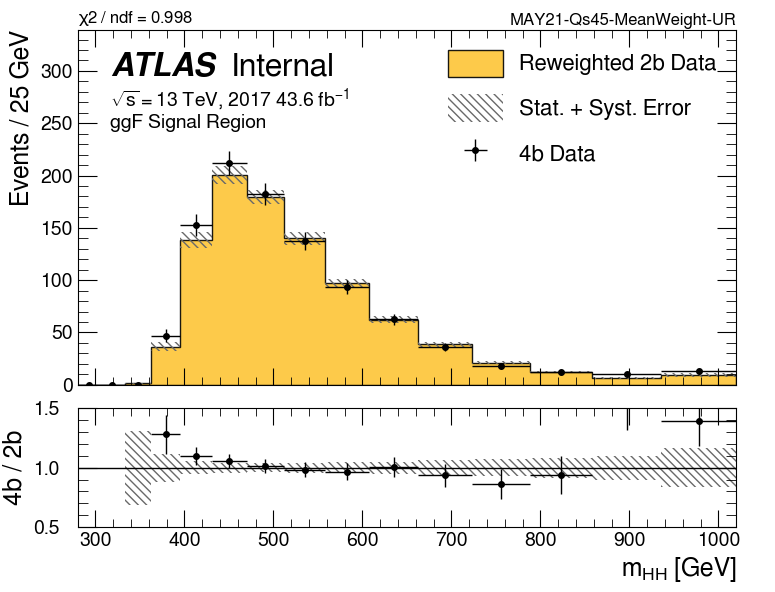 χ² / ndf = 0.998
MAY21-Qs45-MeanWeight-UR
ATLAS Internal
√s = 13 TeV, 2017 43.6 fb⁻¹
ggF Signal Region
Reweighted 2b Data
Stat. + Syst. Error
4b Data
Events / 25 GeV
300
250
200
150
100
50
0
4b / 2b
1.5
1.0
0.5
300 400 500 600 700 800 900 1000
m_HH [GeV]